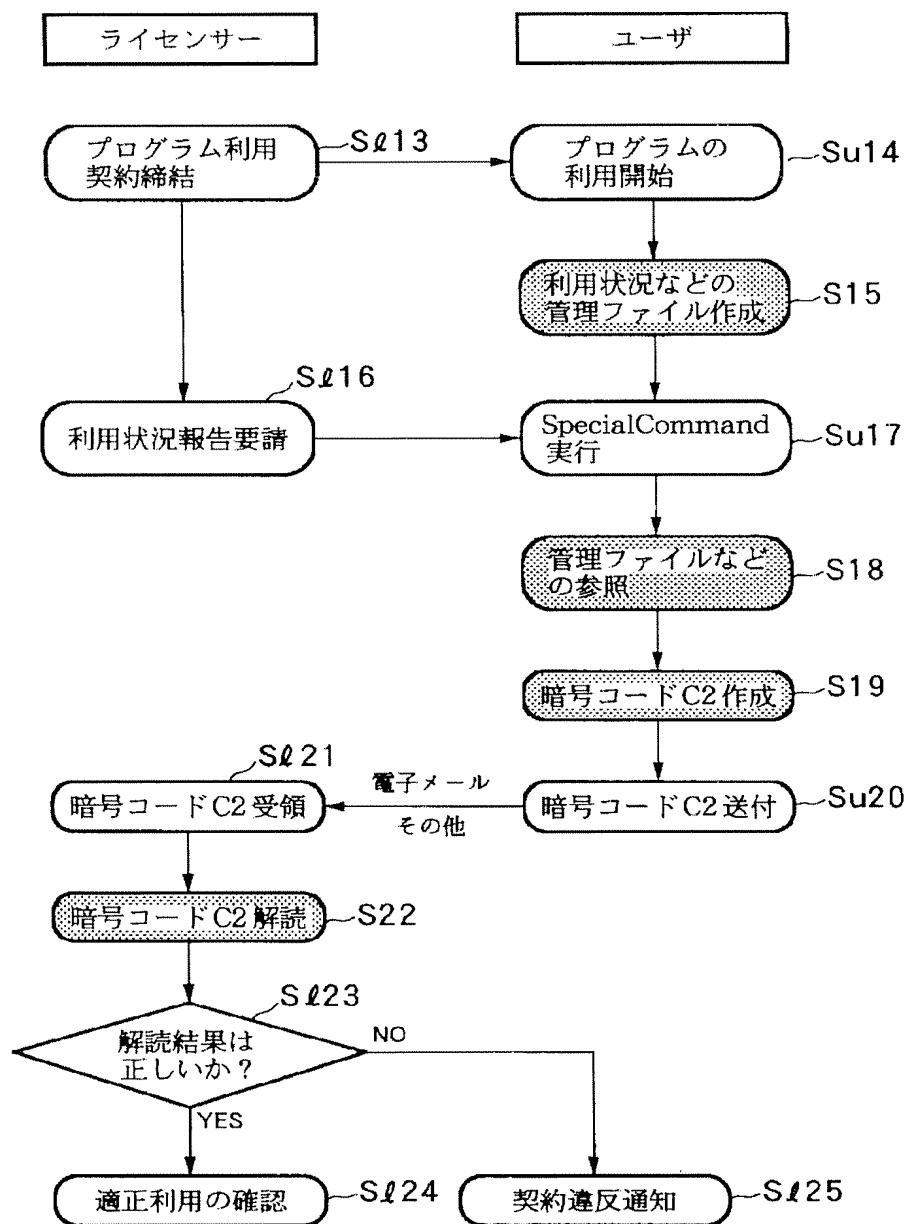 ライセンサー
ユーザ
プログラム利用
契約締結
Sℓ13
プログラムの
利用開始
Su14
利用状況などの
管理ファイル作成
S15
Sℓ16
利用状況報告要請
SpecialCommand
実行
Su17
管理ファイルなど
の参照
S18
暗号コードC2作成
S19
Sℓ21
暗号コードC2受領
電子メール
その他
暗号コードC2送付
Su20
暗号コードC2解読
S22
Sℓ23
解読結果は
正しいか？
NO
YES
適正利用の確認
Sℓ24
契約違反通知
Sℓ25